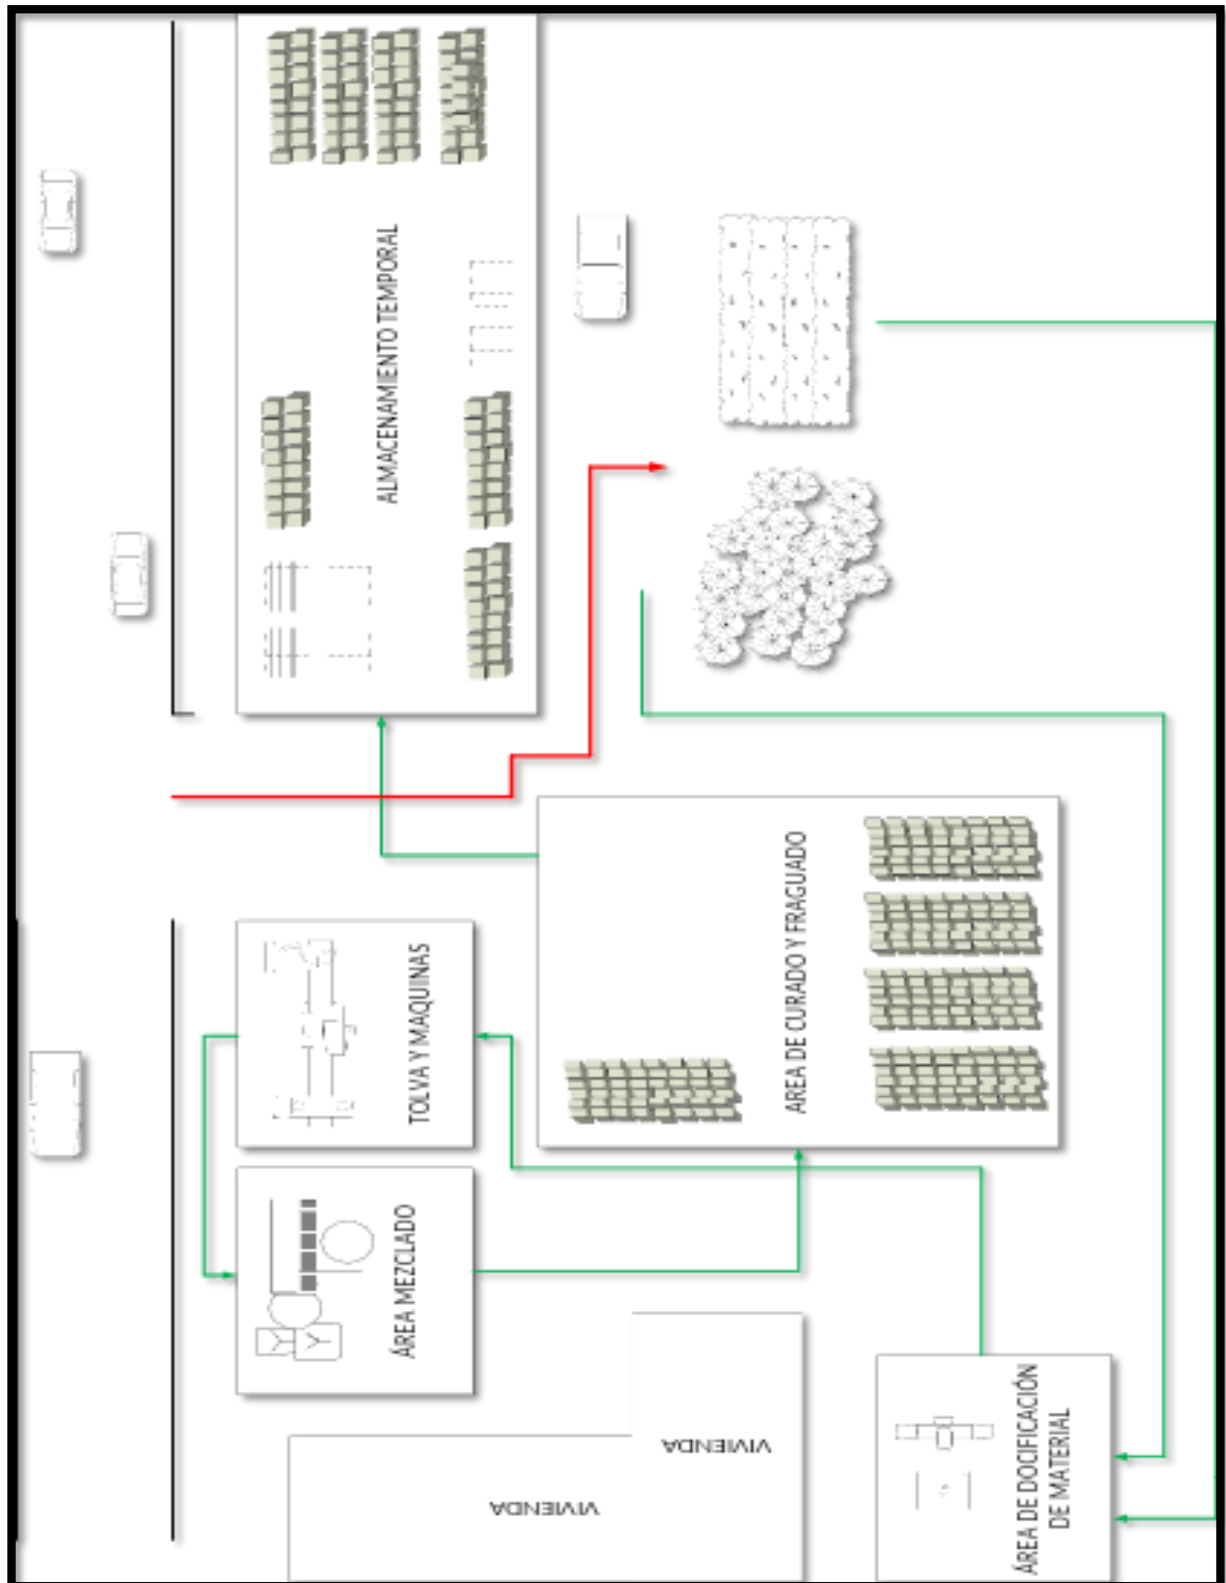 ALMACENAMIENTO TEMPORAL
TOLVA Y MAQUINAS
AREA DE CURADO Y FRAGUADO
ÁREA MEZCLADO
VIVIENDA
VIVIENDA
ÁREA DE DOCIFICACIÓN
DE MATERIAL